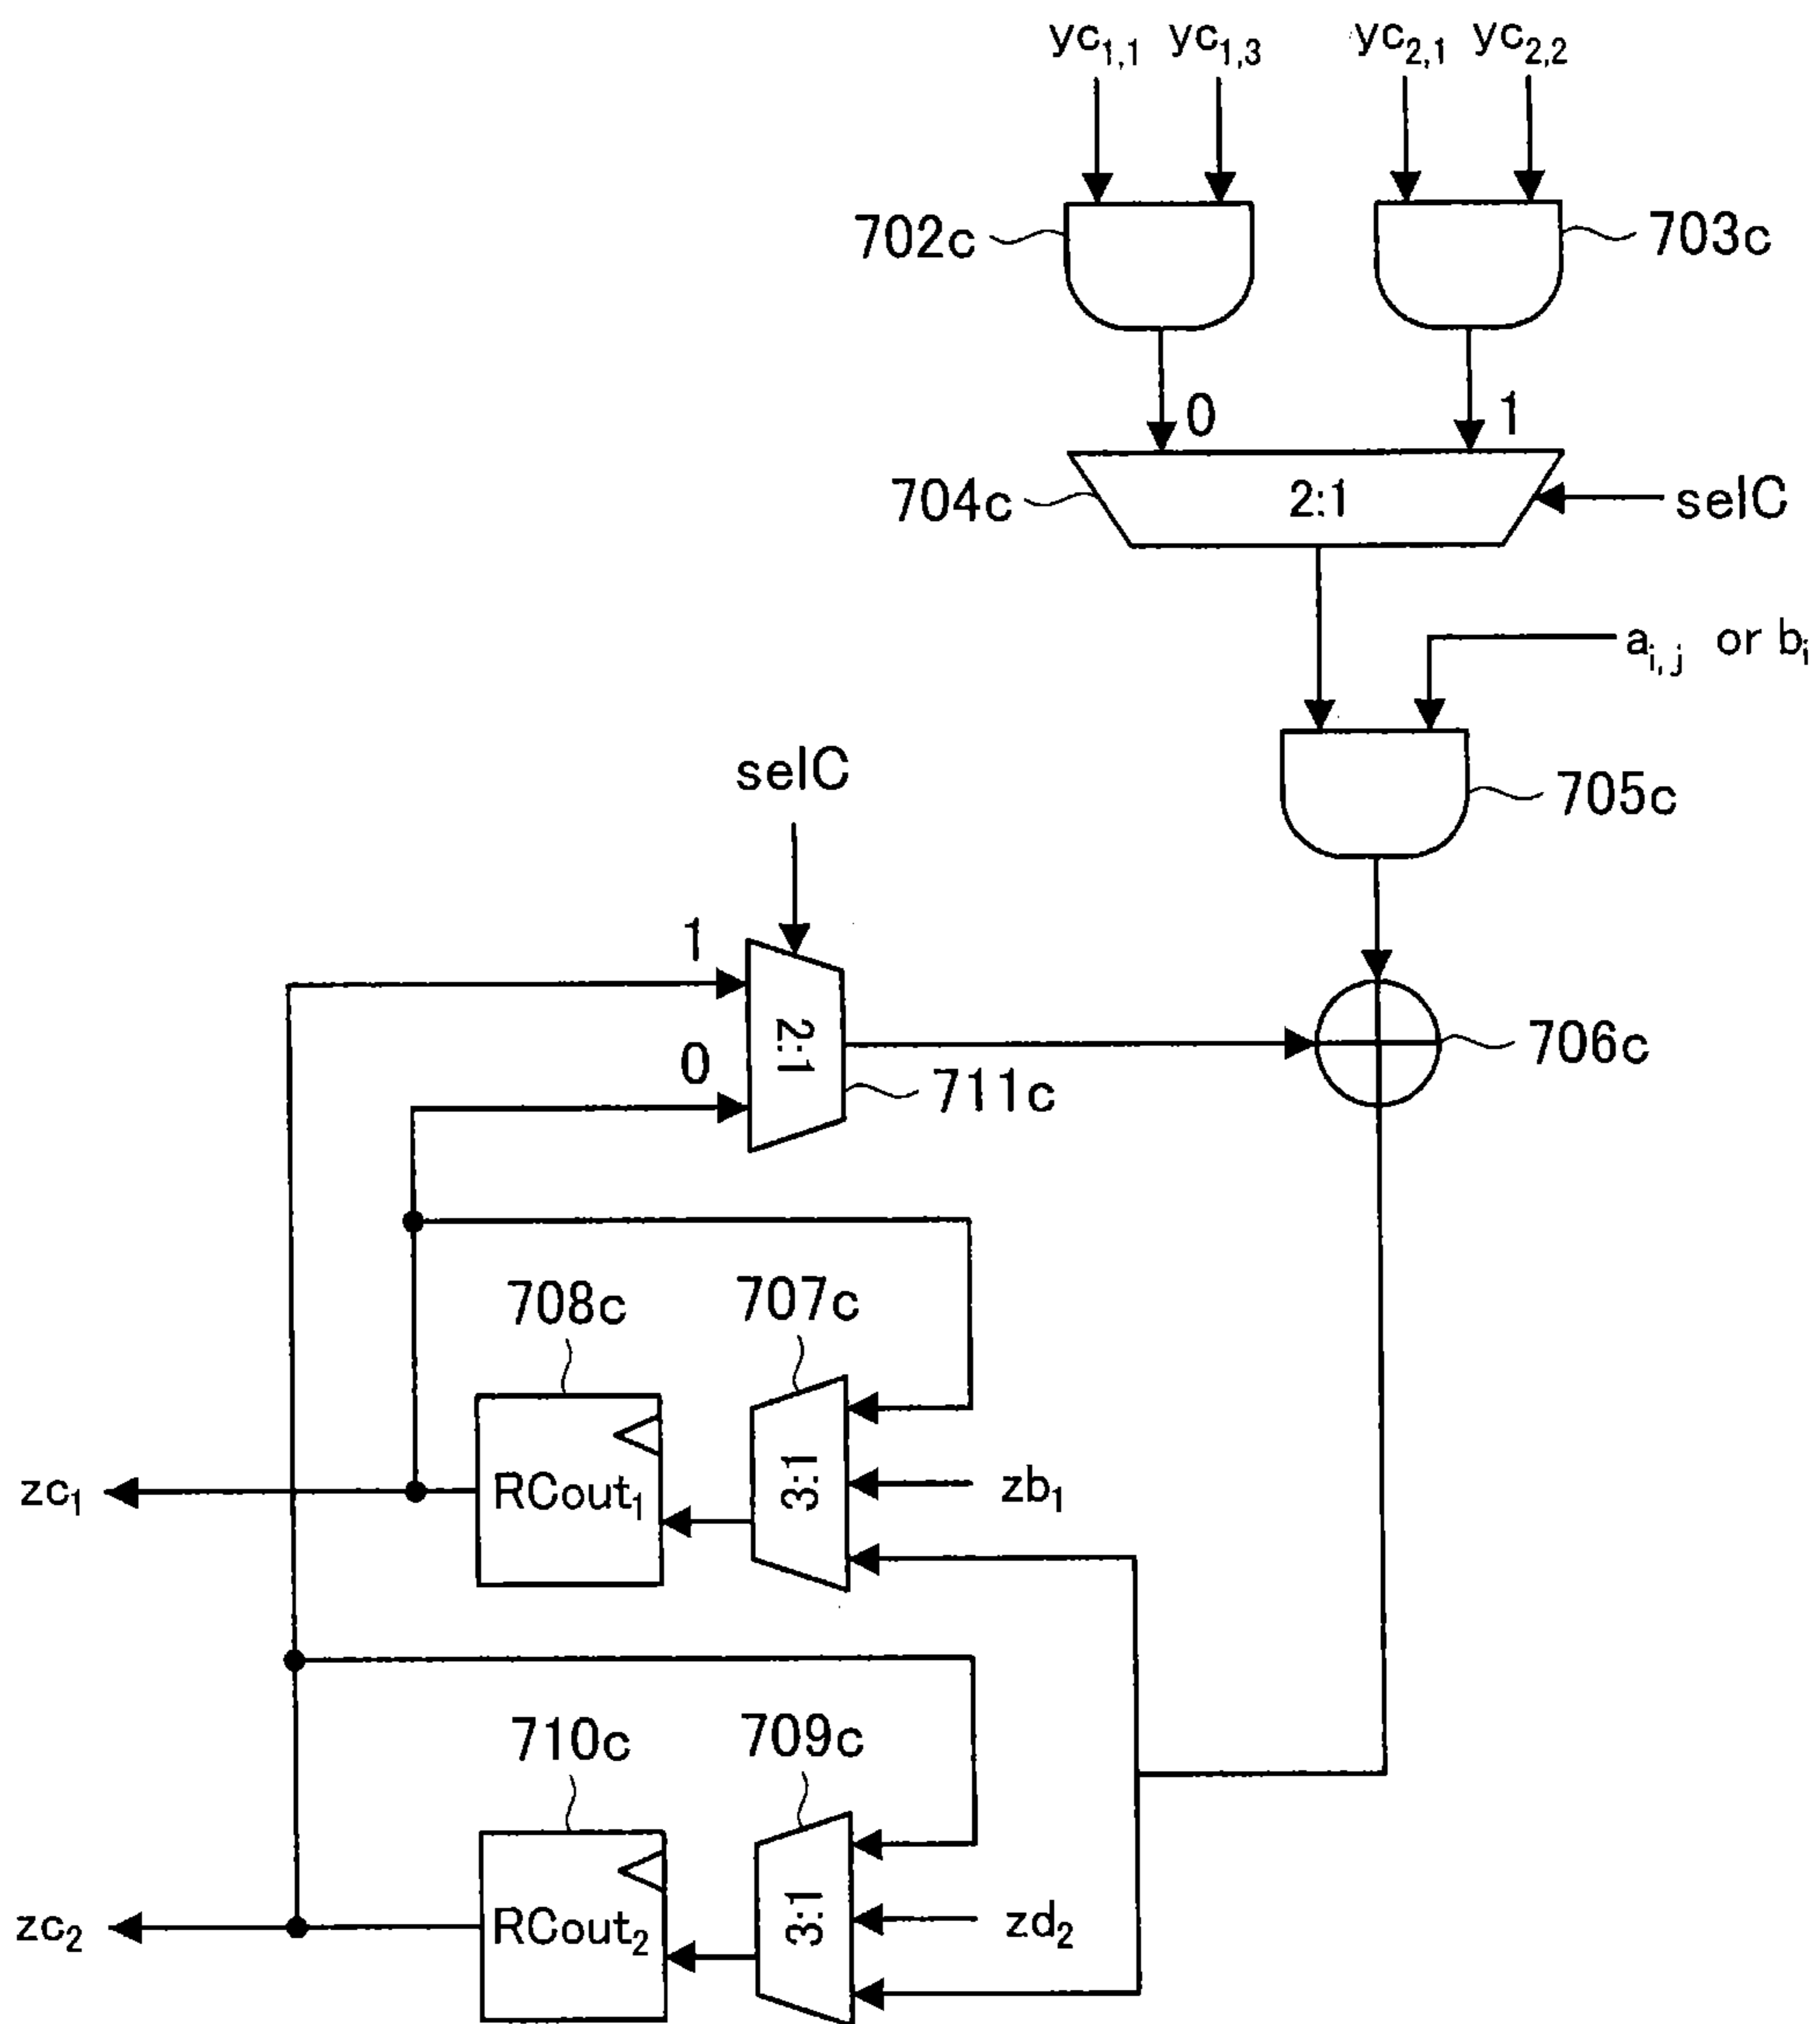 yc1,1 yc1,3 yc2,1 yc2,2
702c 703c
0 1
704c 2:1 selC
ai,j or bi
selC 705c
1
2:1
0
706c
711c
708c 707c
zc1 RCout1 3:1 zb1
710c 709c
zc2 RCout2 3:1 zd2